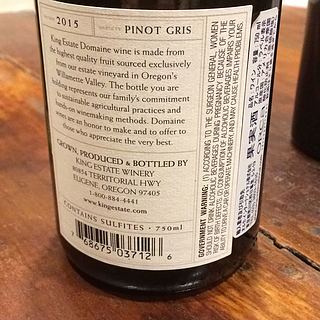 2015
PINOT GRIS
King Estate Domaine wine is made from
the highest quality fruit sourced exclusively
from our estate vineyard in Oregon's
Willamette Valley. The bottle you are
holding represents our family's commitment
to sustainable agricultural practices and
hands-on winemaking methods. Domaine
wines are an honor to make and to offer to
those who appreciate the very best.
GROWN, PRODUCED & BOTTLED BY
KING ESTATE WINERY
80854 TERRITORIAL HWY
EUGENE, OREGON 97405
1-800-884-4441
www.kingestate.com
CONTAINS SULFITES · 750ml
7 68675 03712 6
GOVERNMENT WARNING: (1) ACCORDING TO THE SURGEON GENERAL, WOMEN
SHOULD NOT DRINK ALCOHOLIC BEVERAGES DURING PREGNANCY BECAUSE OF THE
RISK OF BIRTH DEFECTS. (2) CONSUMPTION OF ALCOHOLIC BEVERAGES IMPAIRS YOUR
ABILITY TO DRIVE A CAR OR OPERATE MACHINERY, AND MAY CAUSE HEALTH PROBLEMS.
果実酒